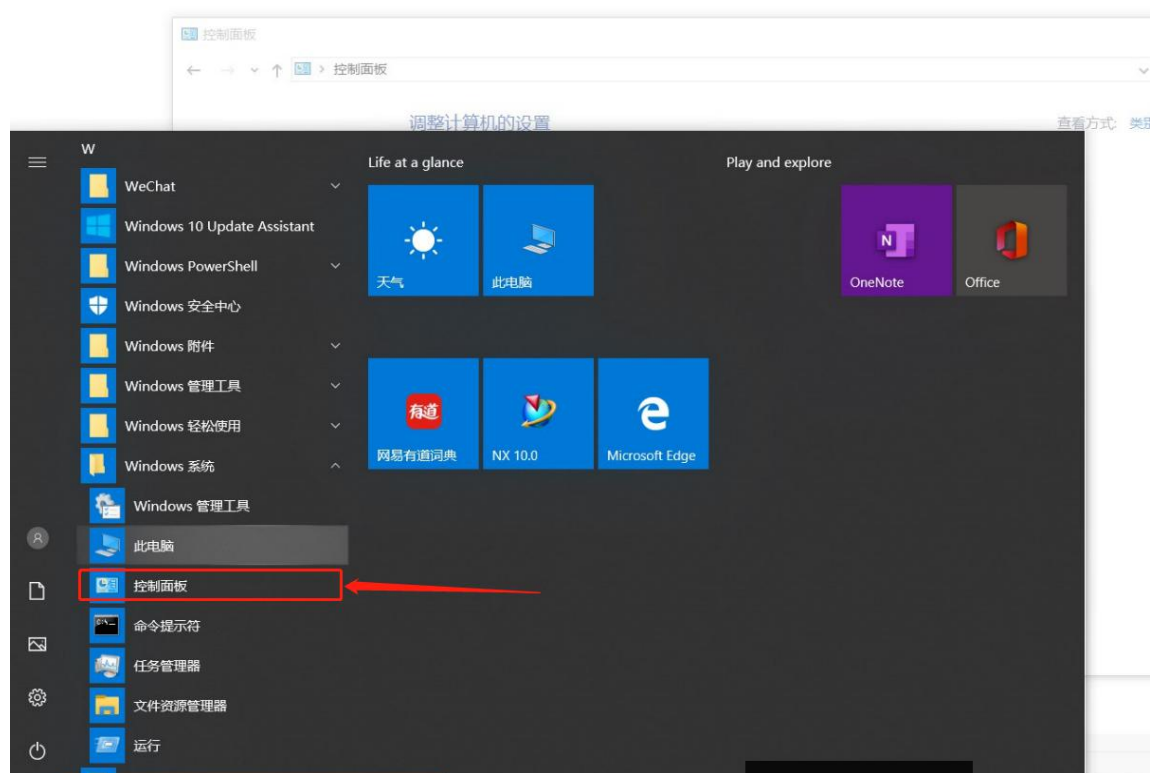 控制面板
控制面板
调整计算机的设置
查看方式: 类别
W
WeChat
Windows 10 Update Assistant
Windows PowerShell
Windows 安全中心
Windows 附件
Windows 管理工具
Windows 轻松使用
Windows 系统
Windows 管理工具
此电脑
控制面板
命令提示符
任务管理器
文件资源管理器
运行
Life at a glance
天气
此电脑
有道
网易有道词典
NX 10.0
Microsoft Edge
Play and explore
N
OneNote
Office